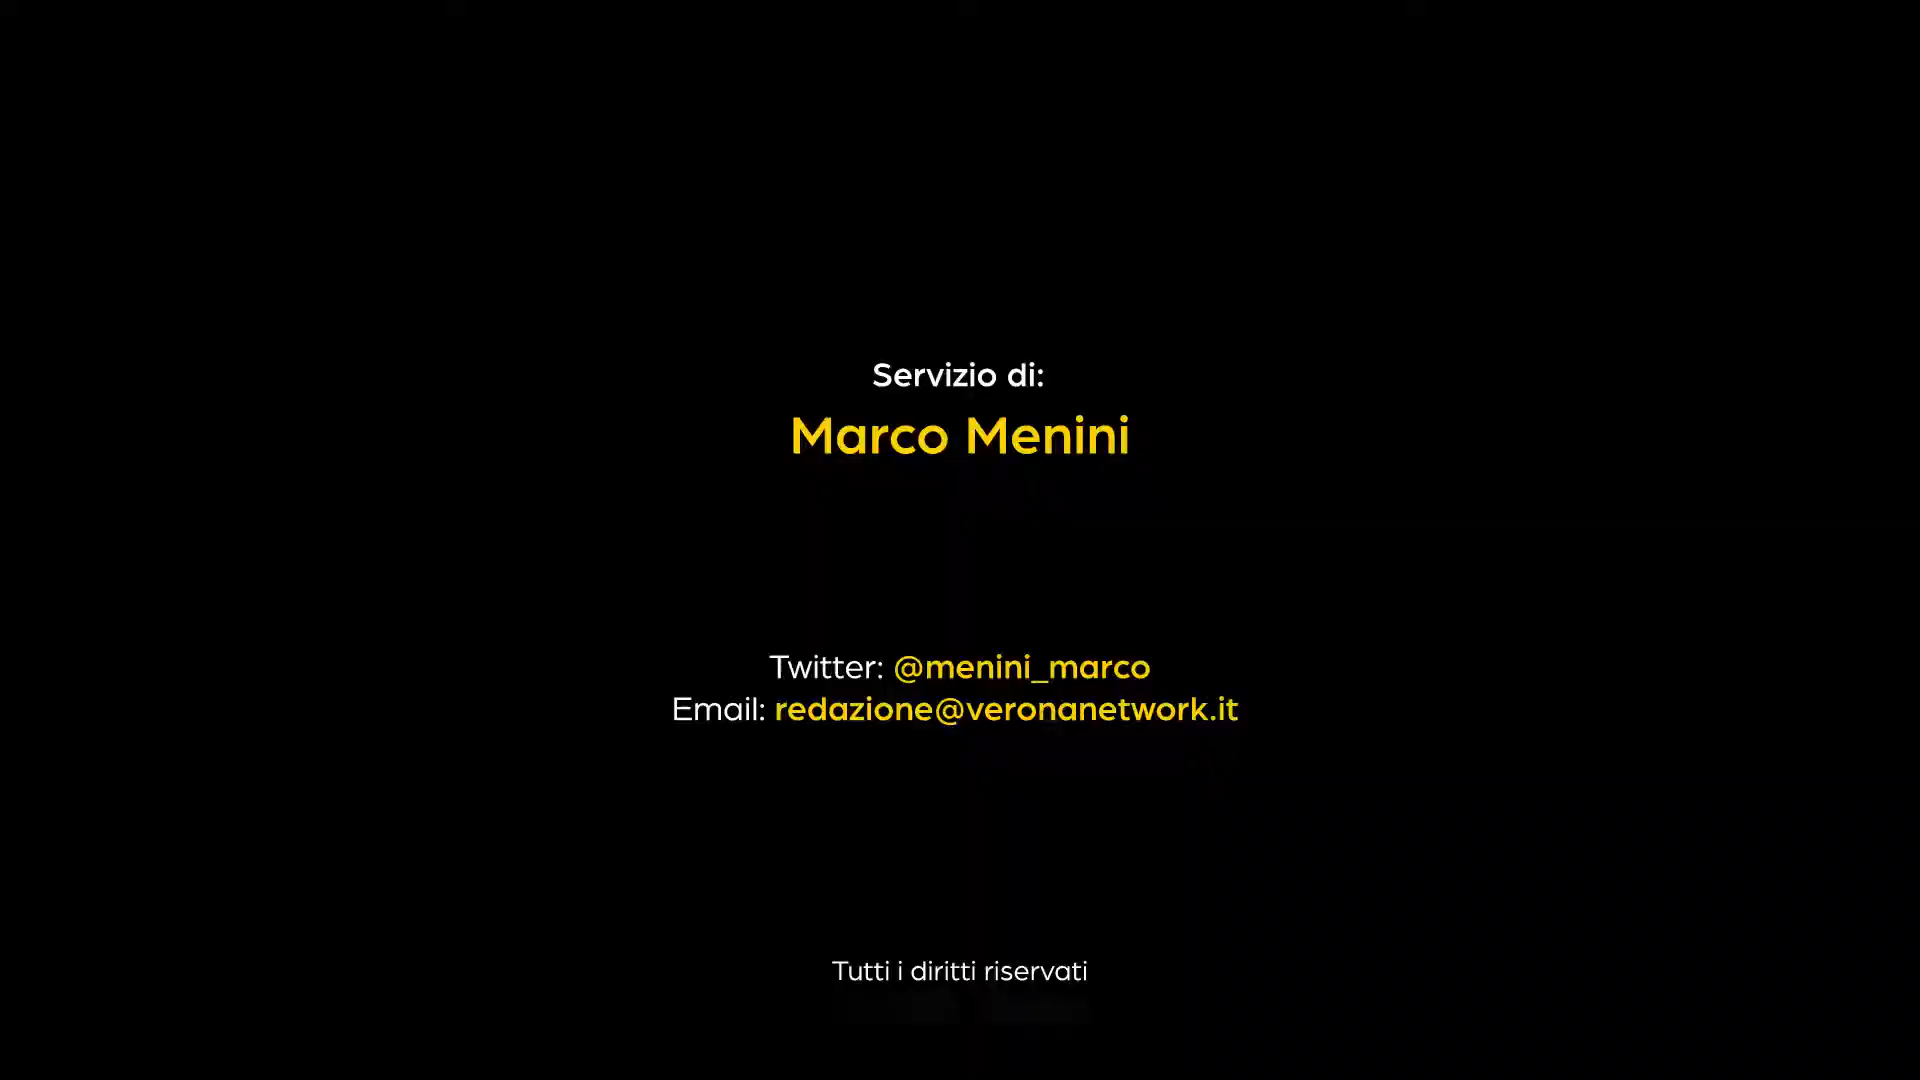 Servizio di:
Marco Menini
Twitter: @menini_marco
Email: redazione@veronanetwork.it
Tutti i diritti riservati